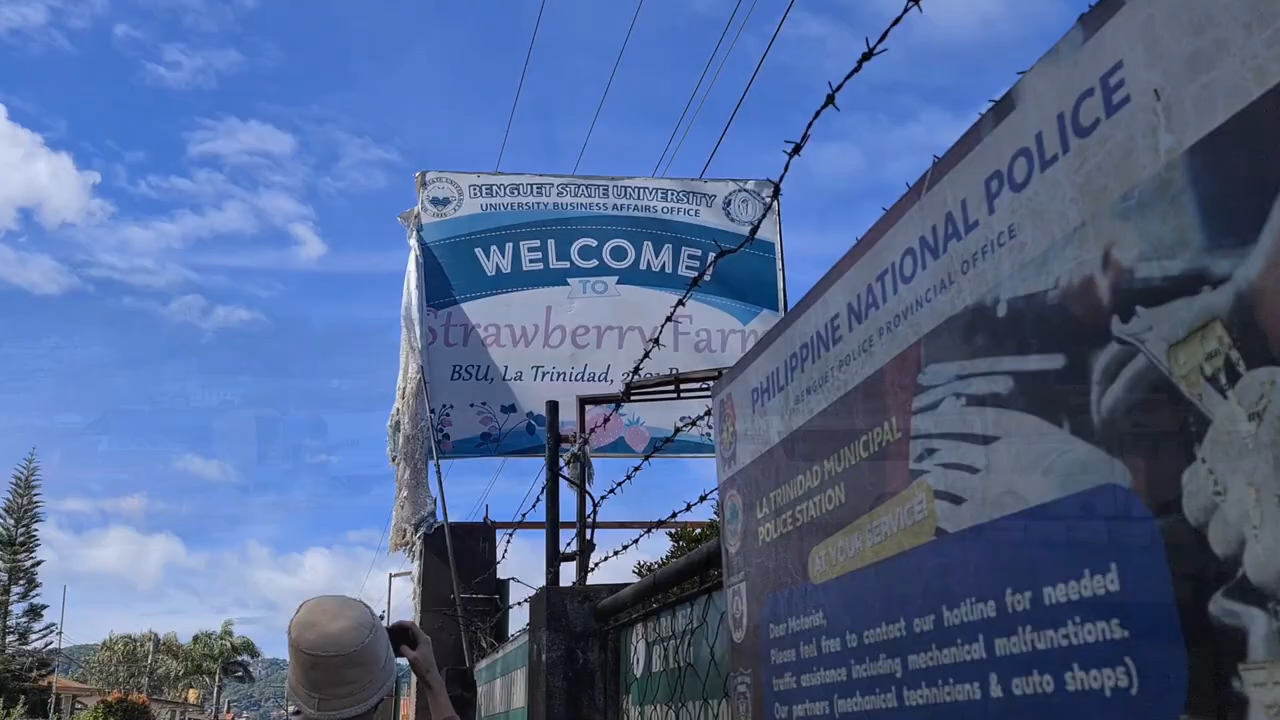 BENGUET STATE UNIVERSITY
UNIVERSITY BUSINESS AFFAIRS OFFICE
WELCOME!
TO
Strawberry Farm
BSU, La Trinidad,
PHILIPPINE NATIONAL POLICE
BENGUET POLICE PROVINCIAL OFFICE
LA TRINIDAD MUNICIPAL
POLICE STATION
AT YOUR SERVICE!
Dear Motorist,
Please feel free to contact our hotline for needed
traffic assistance including mechanical malfunctions.
Our partners (mechanical technicians & auto shops)